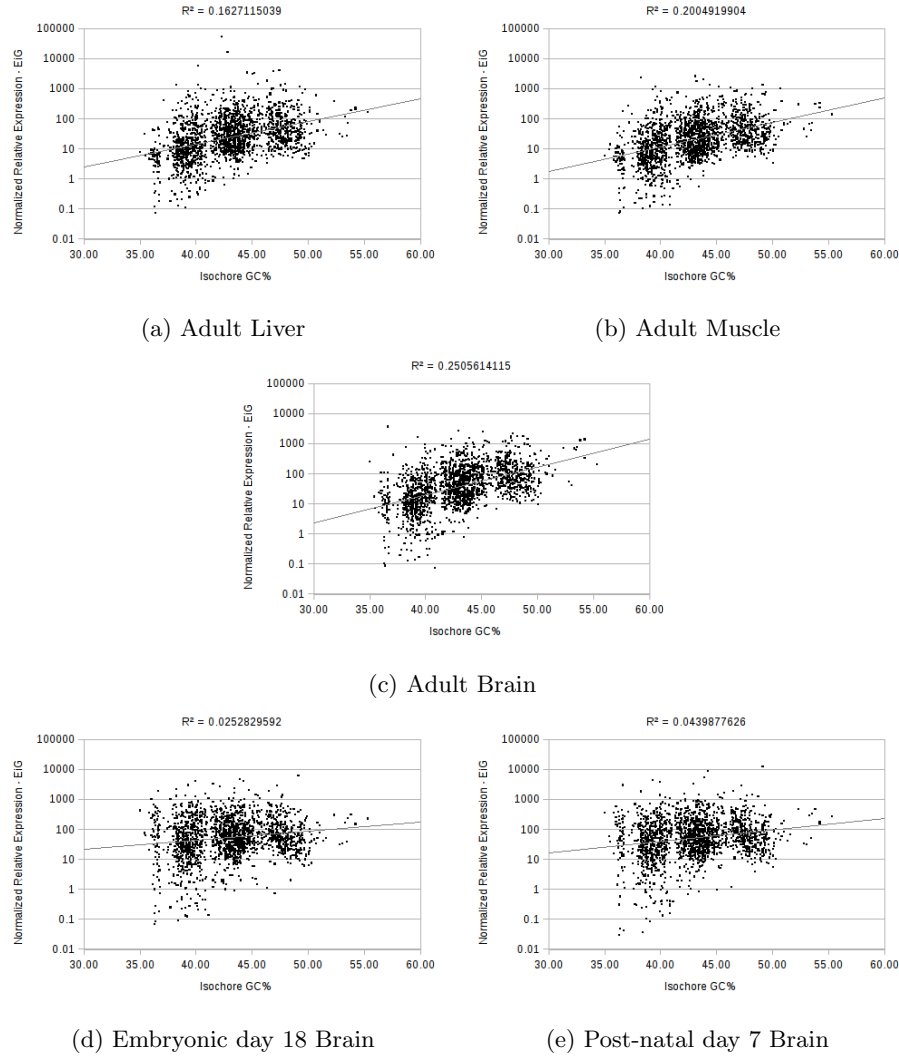 R² = 0.1627115039
R² = 0.2004919904
Normalized Relative Expression - EiG
100000
10000
1000
100
10
1
0.1
0.01
30.00 35.00 40.00 45.00 50.00 55.00 60.00
Isochore GC%
Normalized Relative Expression - EiG
100000
10000
1000
100
10
1
0.1
0.01
30.00 35.00 40.00 45.00 50.00 55.00 60.00
Isochore GC%
(a) Adult Liver
(b) Adult Muscle
R² = 0.2505614115
Normalized Relative Expression - EiG
100000
10000
1000
100
10
1
0.1
0.01
30.00 35.00 40.00 45.00 50.00 55.00 60.00
Isochore GC%
(c) Adult Brain
R² = 0.0252829592
R² = 0.0439877626
Normalized Relative Expression - EiG
100000
10000
1000
100
10
1
0.1
0.01
30.00 35.00 40.00 45.00 50.00 55.00 60.00
Isochore GC%
Normalized Relative Expression - EiG
100000
10000
1000
100
10
1
0.1
0.01
30.00 35.00 40.00 45.00 50.00 55.00 60.00
Isochore GC%
(d) Embryonic day 18 Brain
(e) Post-natal day 7 Brain